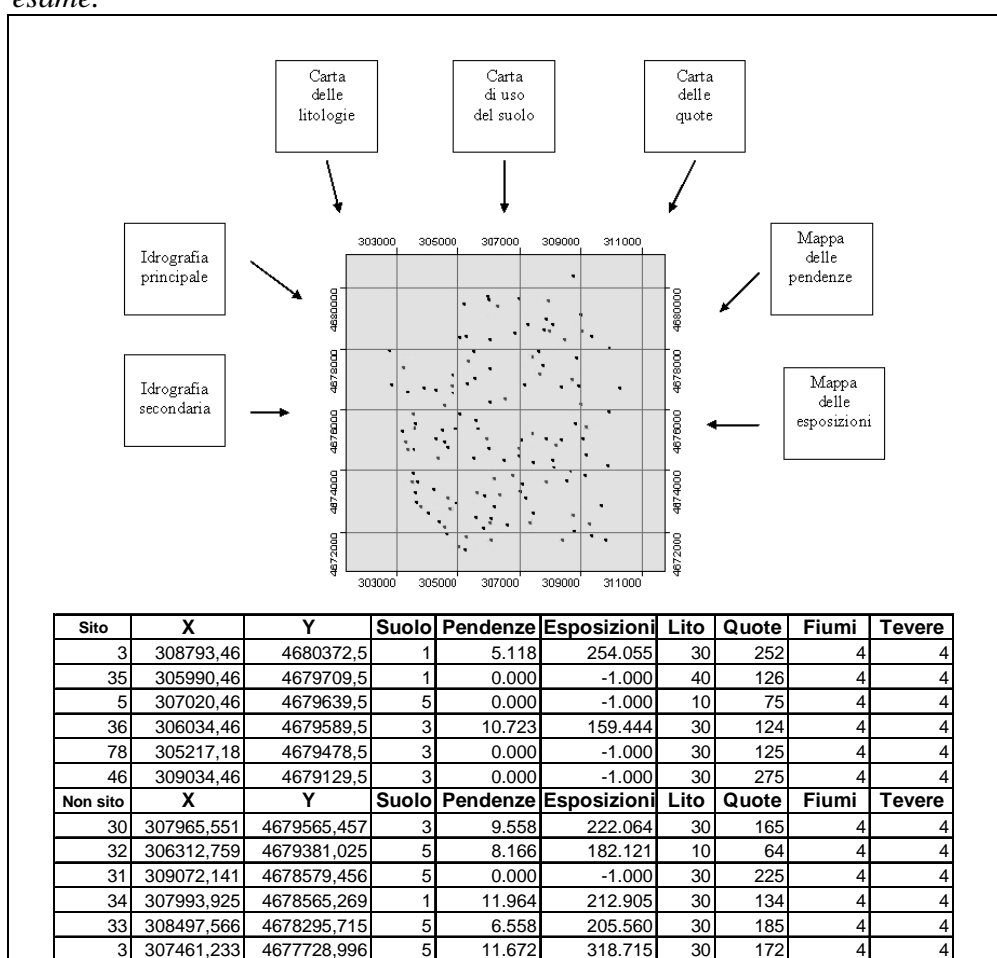 esame.
Carta
delle
litologie
Carta
di uso
del suolo
Carta
delle
quote
Idrografia
principale
Mappa
delle
pendenze
Idrografia
secondaria
Mappa
delle
esposizioni
303000 305000 307000 309000 311000
4680000 4680000
4678000 4678000
4676000 4676000
4674000 4674000
4672000 4672000
303000 305000 307000 309000 311000
Sito X Y Suolo Pendenze Esposizioni Lito Quote Fiumi Tevere
3 308793,46 4680372,5 1 5.118 254.055 30 252 4 4
35 305990,46 4679709,5 1 0.000 -1.000 40 126 4 4
5 307020,46 4679639,5 5 0.000 -1.000 10 75 4 4
36 306034,46 4679589,5 3 10.723 159.444 30 124 4 4
78 305217,18 4679478,5 3 0.000 -1.000 30 125 4 4
46 309034,46 4679129,5 3 0.000 -1.000 30 275 4 4
Non sito X Y Suolo Pendenze Esposizioni Lito Quote Fiumi Tevere
30 307965,551 4679565,457 3 9.558 222.064 30 165 4 4
32 306312,759 4679381,025 5 8.166 182.121 10 64 4 4
31 309072,141 4678579,456 5 0.000 -1.000 30 225 4 4
34 307993,925 4678565,269 1 11.964 212.905 30 134 4 4
33 308497,566 4678295,715 5 6.558 205.560 30 185 4 4
3 307461,233 4677728,996 5 11.672 318.715 30 172 4 4